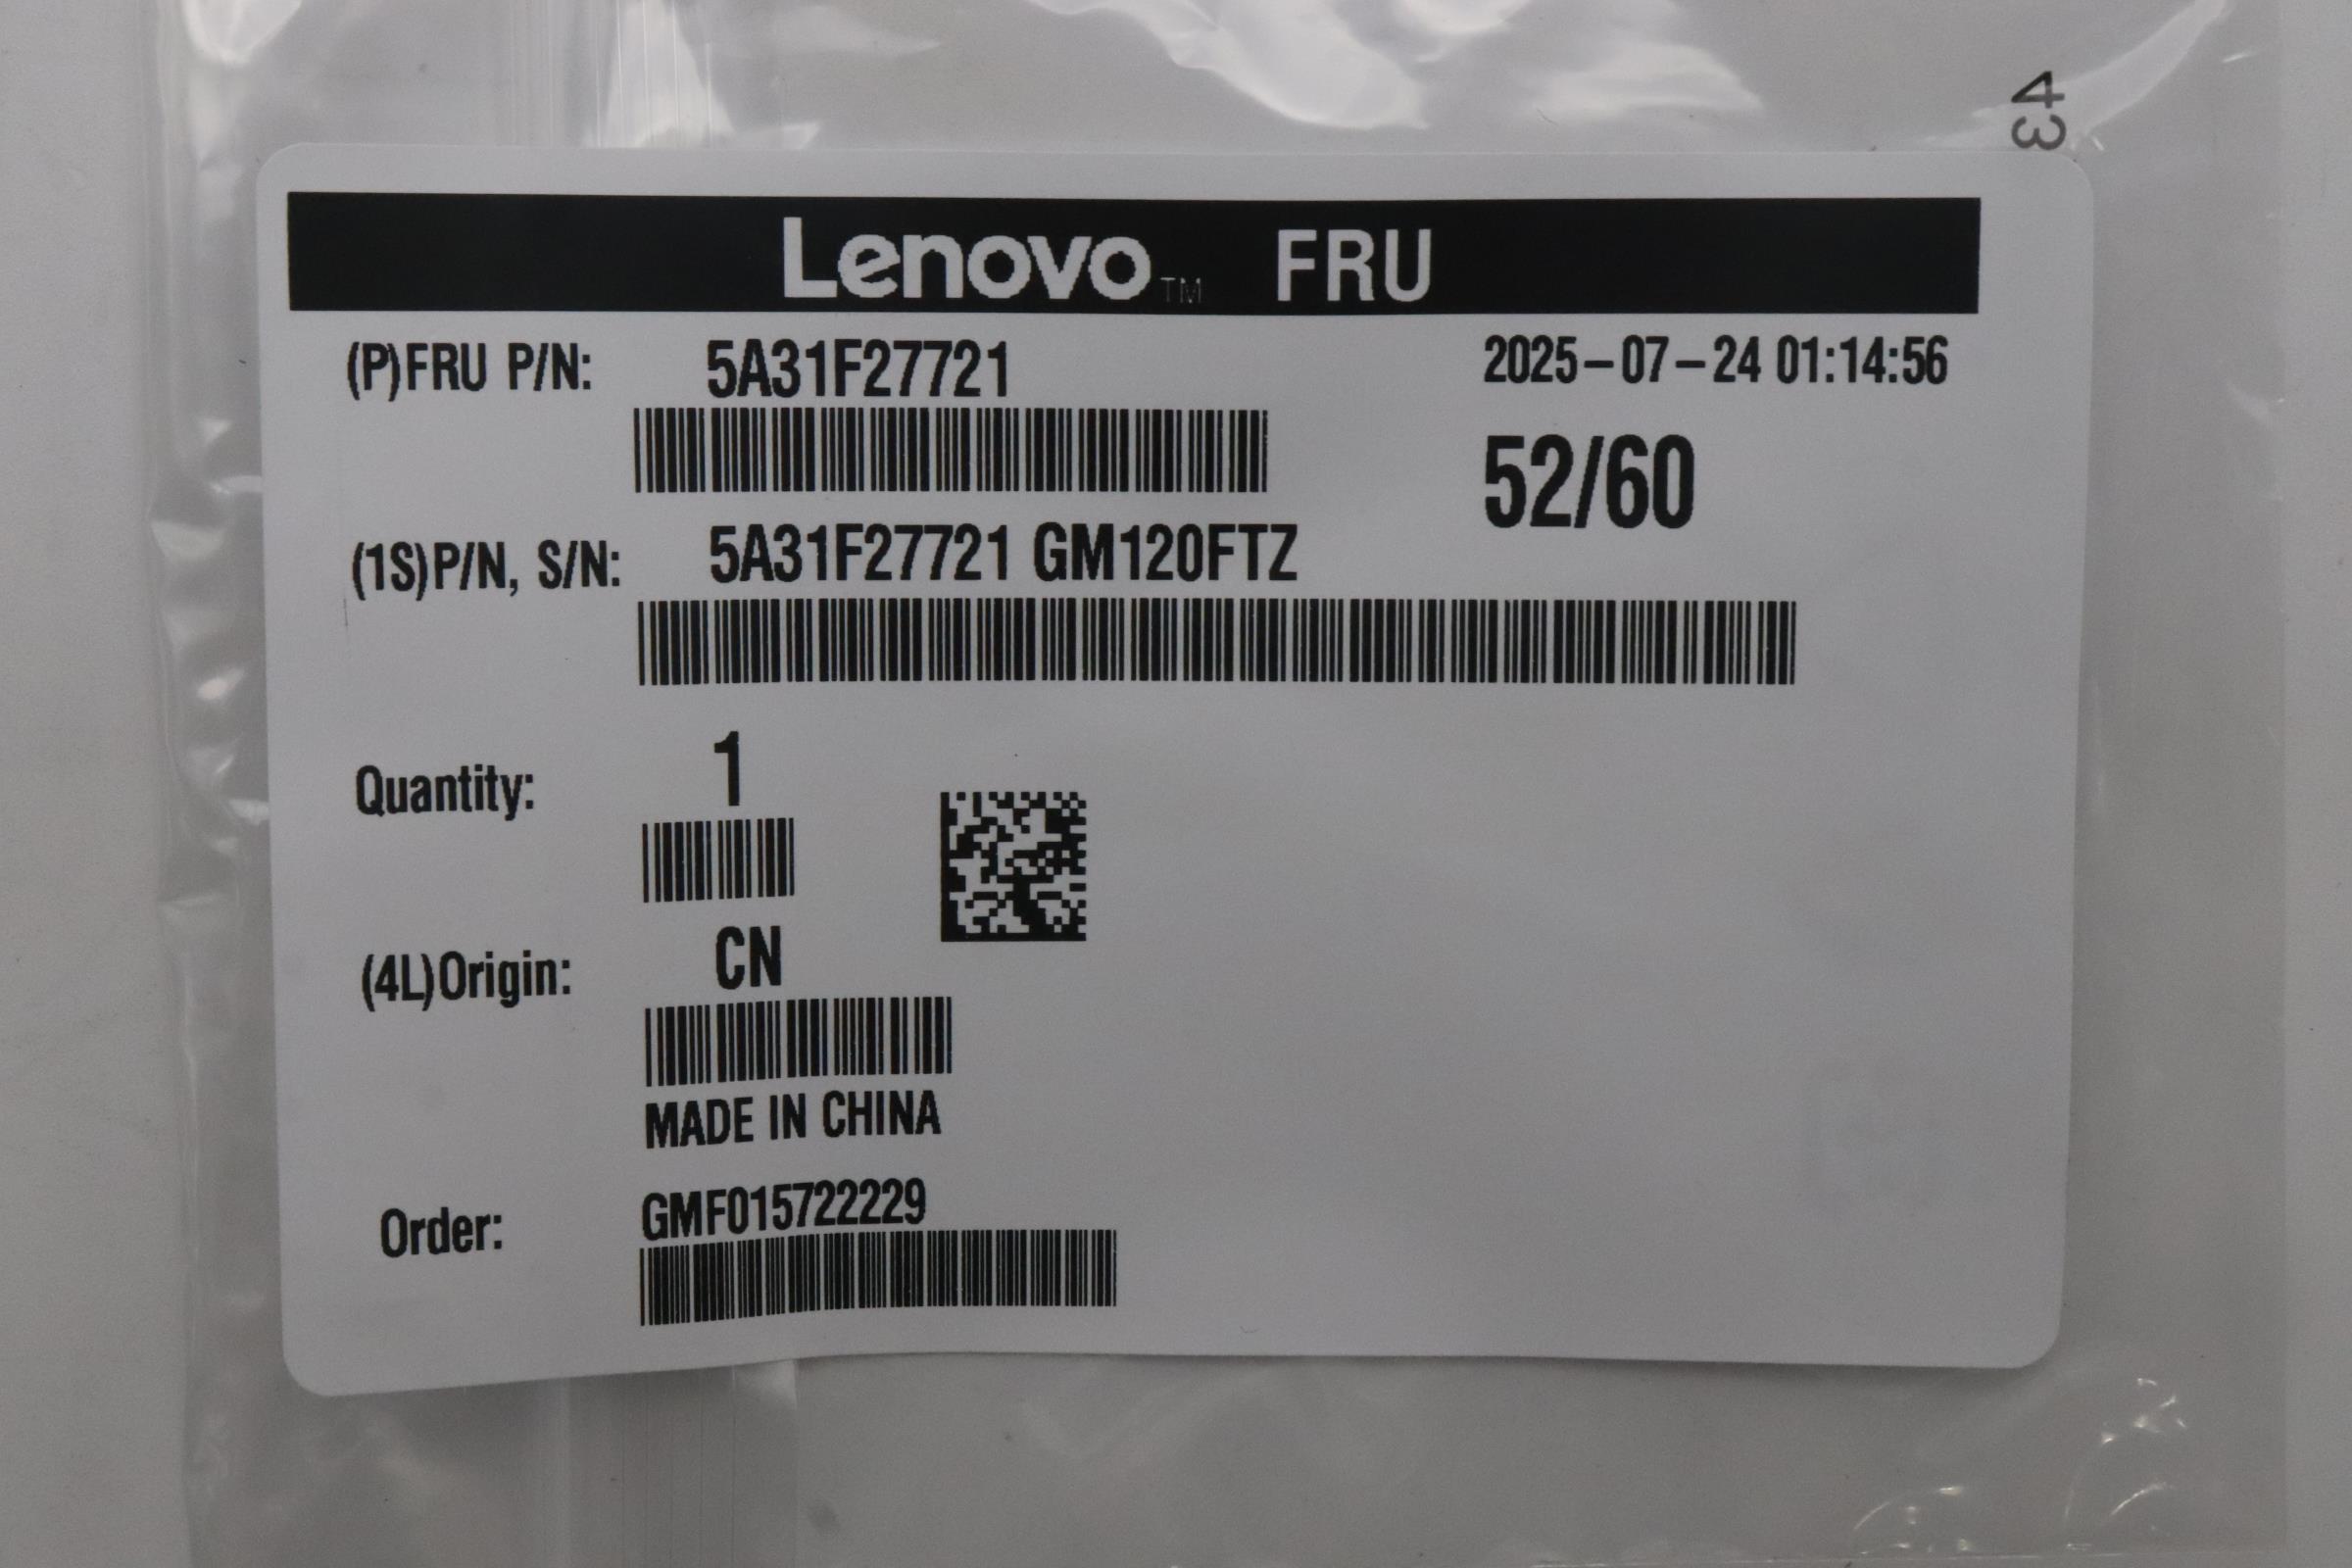 43
Lenovo™ FRU
(P)FRU P/N: 5A31F27721 2025-07-24 01:14:56
52/60
(1S)P/N, S/N: 5A31F27721 GM120FTZ
Quantity: 1
(4L)Origin: CN
MADE IN CHINA
Order: GMF015722229